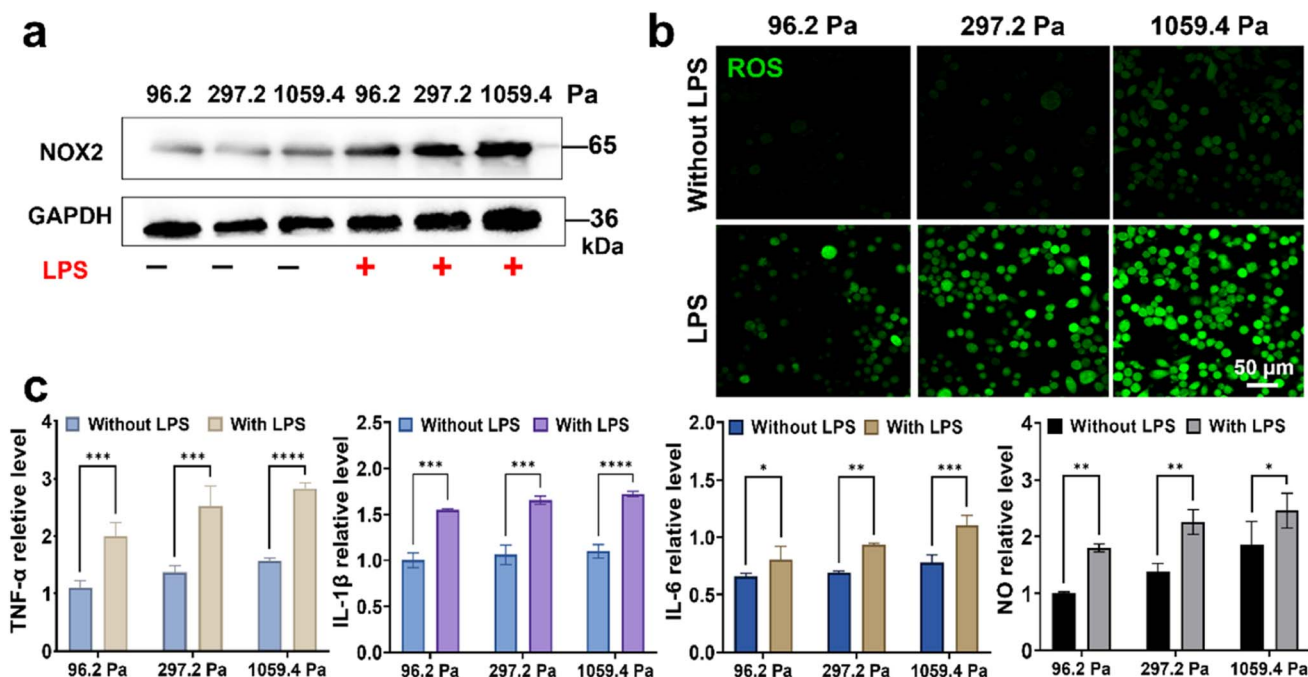 a
96.2 297.2 1059.4 96.2 297.2 1059.4 Pa
NOX2
65
GAPDH
36
kDa
LPS − − − + + +
b
96.2 Pa 297.2 Pa 1059.4 Pa
ROS
Without LPS
LPS
50 μm
c
Without LPS With LPS
TNF-α reletive level
4
3
2
1
0
*** *** ****
96.2 Pa 297.2 Pa 1059.4 Pa
Without LPS With LPS
IL-1β relative level
2.5
2.0
1.5
1.0
0.5
0.0
*** *** ****
96.2 Pa 297.2 Pa 1059.4 Pa
Without LPS With LPS
IL-6 relative level
2.0
1.5
1.0
0.5
0.0
* ** ***
96.2 Pa 297.2 Pa 1059.4 Pa
Without LPS With LPS
NO relative level
4
3
2
1
0
** ** *
96.2 Pa 297.2 Pa 1059.4 Pa